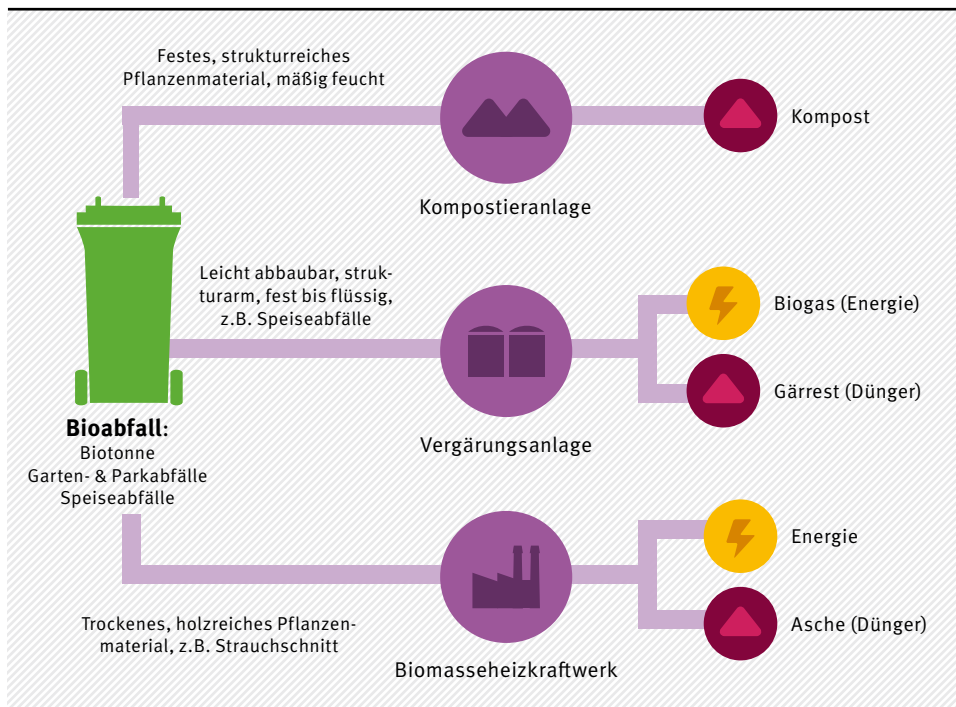 Festes, strukturreiches
Pflanzenmaterial, mäßig feucht
Kompostieranlage
Kompost
Leicht abbaubar, struk-
turarm, fest bis flüssig,
z.B. Speiseabfälle
Vergärungsanlage
Biogas (Energie)
Gärrest (Dünger)
Bioabfall:
Biotonne
Garten- & Parkabfälle
Speiseabfälle
Trockenes, holzreiches Pflanzen-
material, z.B. Strauchschnitt
Biomasseheizkraftwerk
Energie
Asche (Dünger)